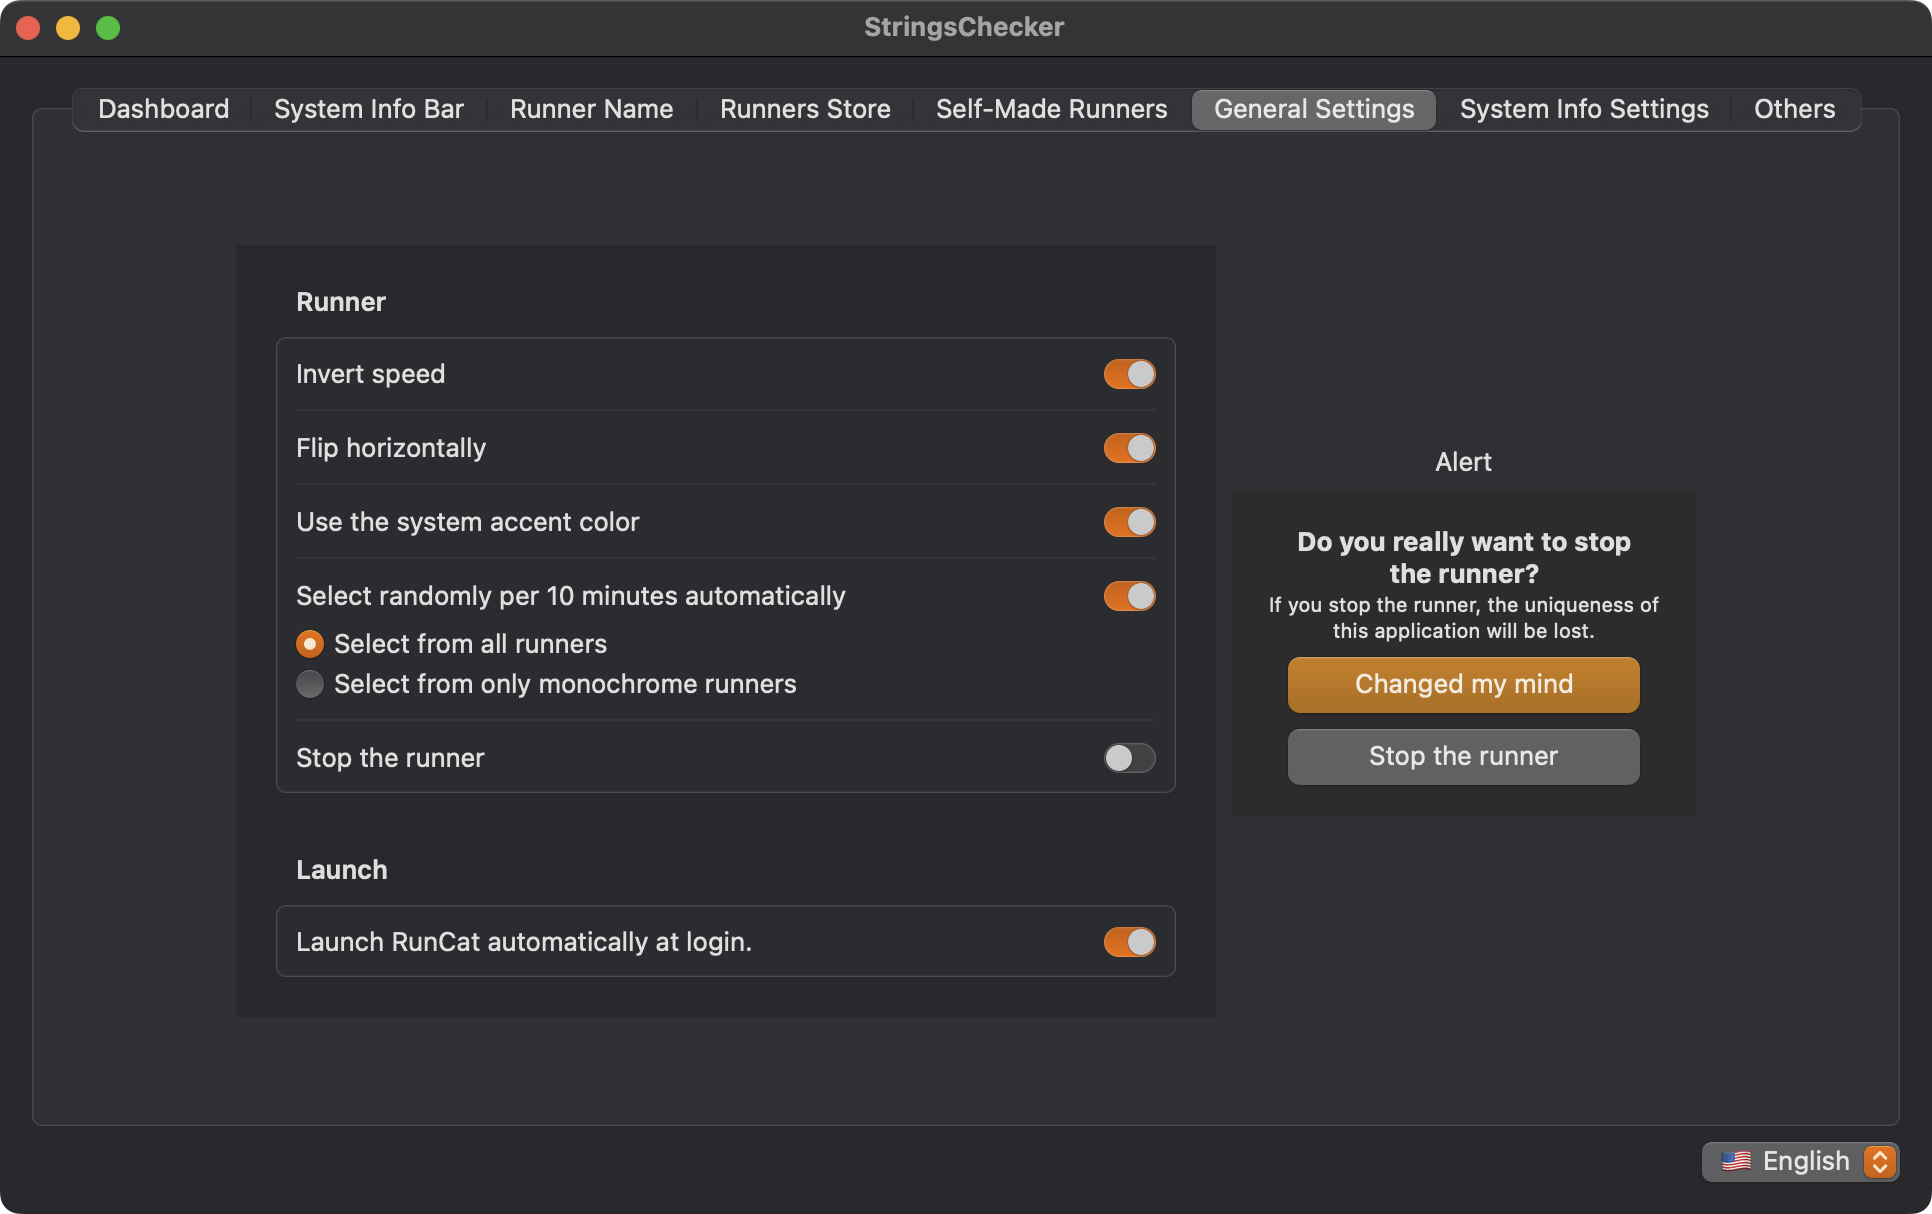 StringsChecker
Dashboard
System Info Bar
Runner Name
Runners Store
Self-Made Runners
General Settings
System Info Settings
Others
Runner
Invert speed
Flip horizontally
Use the system accent color
Select randomly per 10 minutes automatically
Select from all runners
Select from only monochrome runners
Stop the runner
Launch
Launch RunCat automatically at login.
Alert
Do you really want to stop
the runner?
If you stop the runner, the uniqueness of
this application will be lost.
Changed my mind
Stop the runner
English